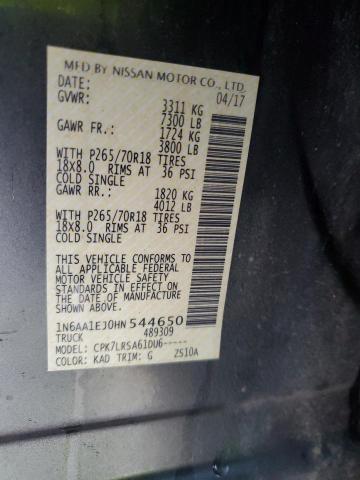 MFD BY NISSAN MOTOR CO., LTD.
DATE: 04/17
GVWR: 3311 KG
7300 LB
GAWR FR.: 1724 KG
3800 LB
WITH P265/70R18 TIRES
18X8.0 RIMS AT 36 PSI
COLD SINGLE
GAWR RR.: 1820 KG
4012 LB
WITH P265/70R18 TIRES
18X8.0 RIMS AT 36 PSI
COLD SINGLE
THIS VEHICLE CONFORMS TO ALL
APPLICABLE FEDERAL MOTOR
VEHICLE SAFETY STANDARDS
IN EFFECT ON THE DATE
OF MANUFACTURE SHOWN
ABOVE.
1N6AA1EJ0HN544650
TRUCK 489309
MODEL: CPK7LRSA61DU6-----
COLOR: KAD TRIM: G ZS10A